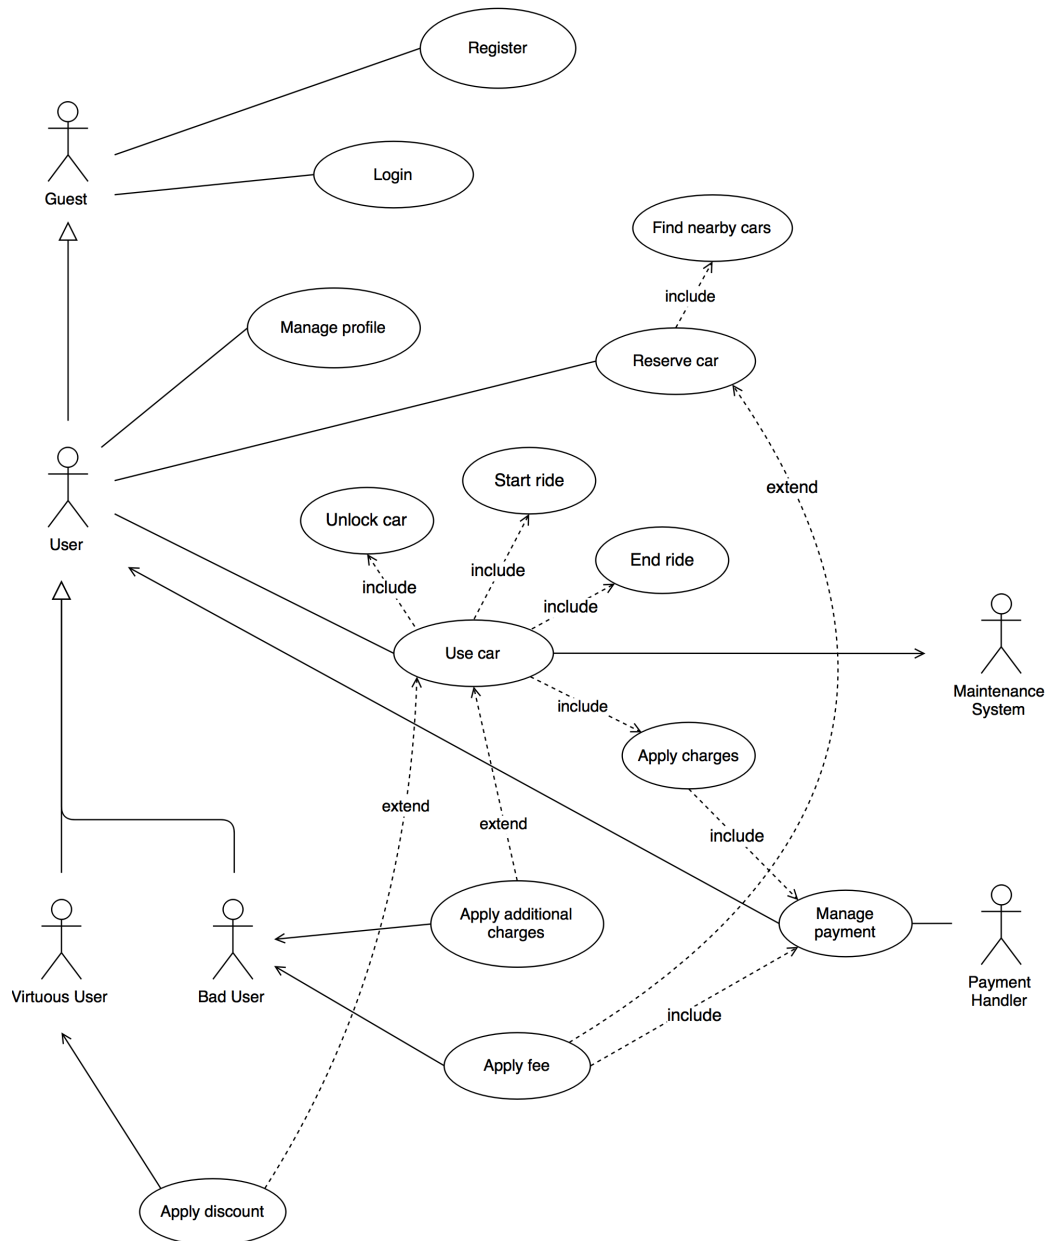 Register
Login
Guest
Find nearby cars
include
Manage profile
Reserve car
Start ride
extend
Unlock car
User
End ride
include
include
include
Use car
Maintenance
System
include
Apply charges
extend
extend
include
Apply additional
charges
Manage
payment
Virtuous User
Bad User
Payment
Handler
include
Apply fee
Apply discount